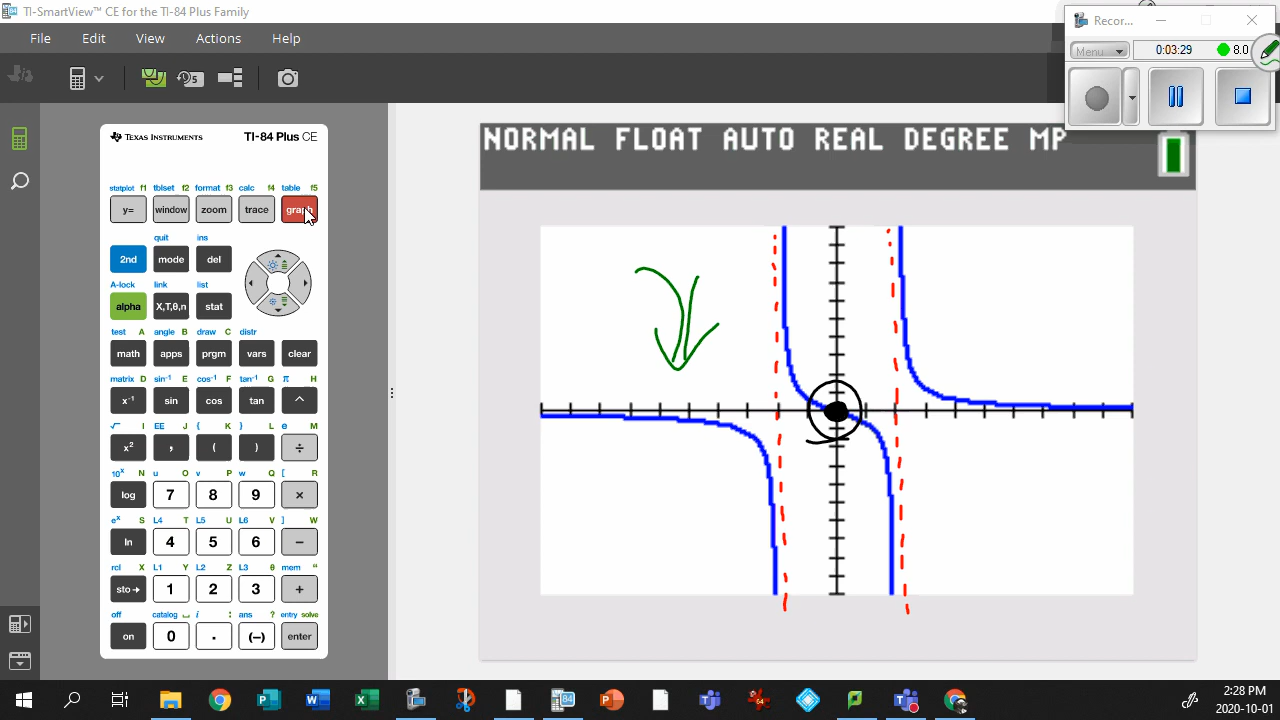 TI-SmartView™ CE for the TI-84 Plus Family
File Edit View Actions Help
Recor...
Menu 0:03:29 8.0
TEXAS INSTRUMENTS TI-84 Plus CE
statplot f1 tblset f2 format f3 calc f4 table f5
y= window zoom trace graph
quit ins
2nd mode del
A-lock link list
alpha X,T,θ,n stat
test A angle B draw C distr
math apps prgm vars clear
matrix D sin⁻¹ E cos⁻¹ F tan⁻¹ G π H
x⁻¹ sin cos tan ^
√ I EE J { K } L e M
x² , ( ) ÷
10ˣ N u O v P w Q [ R
log 7 8 9 ×
eˣ S L4 T L5 U L6 V ] W
ln 4 5 6 −
rcl X L1 Y L2 Z L3 θ mem "
sto→ 1 2 3 +
off catalog ⎵ i : ans ? entry solve
on 0 . (−) enter
NORMAL FLOAT AUTO REAL DEGREE MP
2:28 PM
2020-10-01